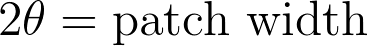 2θ = patch width